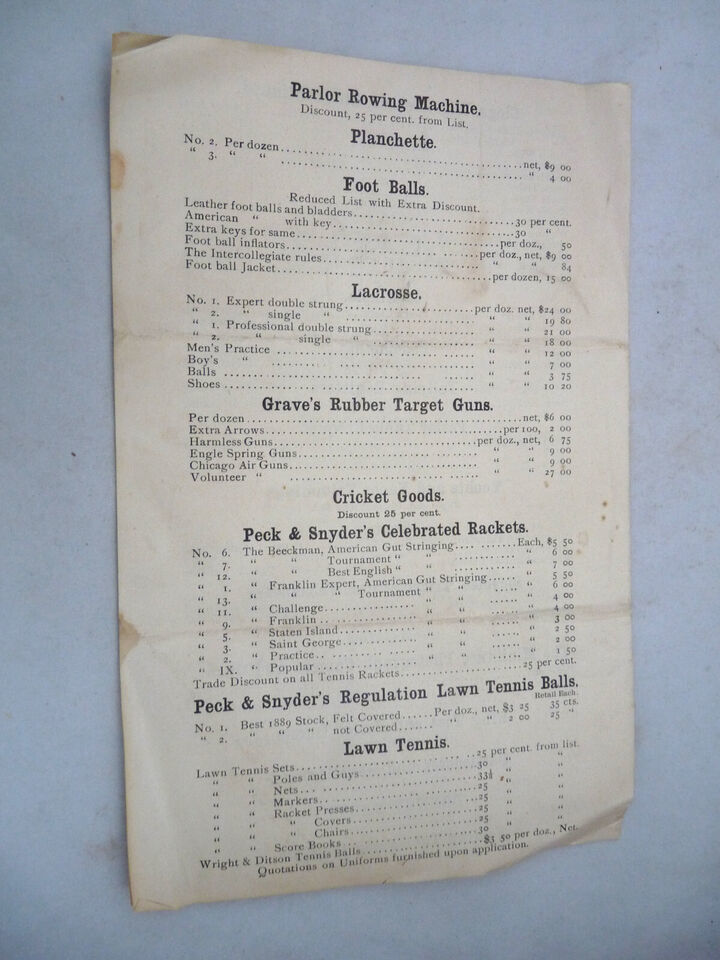 Parlor Rowing Machine.
Discount, 25 per cent. from List.
Planchette.
No. 2. Per dozen . . . . net, $9 00
" 3. " " . . . . " 4 00
Foot Balls.
Reduced List with Extra Discount.
Leather foot balls and bladders . . . . 30 per cent.
American " with key . . . . 30 "
Extra keys for same . . . . per doz., 50
Foot ball inflators . . . . per doz., net, $9 00
The Intercollegiate rules . . . . " " 84
Foot ball Jacket . . . . per dozen, 15 00
Lacrosse.
No. 1. Expert double strung . . . . per doz. net, $24 00
" 2. " single " . . . . " " 19 80
" 1. Professional double strung . . . . " " 21 00
" 2. " single " . . . . " " 18 00
Men's Practice . . . . " " 12 00
Boy's " . . . . " " 7 00
Balls . . . . " " 3 75
Shoes . . . . " " 10 20
Grave's Rubber Target Guns.
Per dozen . . . . net, $6 00
Extra Arrows . . . . per 100, 2 00
Harmless Guns . . . . per doz., net, 6 75
Engle Spring Guns . . . . " " 9 00
Chicago Air Guns . . . . " " 9 00
Volunteer " . . . . " " 27 00
Cricket Goods.
Discount 25 per cent.
Peck & Snyder's Celebrated Rackets.
No. 6. The Beeckman, American Gut Stringing . . . . Each, $5 50
" 7. " " Tournament " " . . . . " 6 00
" 12. " " Best English " " . . . . " 7 00
" 1. " Franklin Expert, American Gut Stringing . . . . " 5 50
" 13. " " " Tournament " " . . . . " 6 00
" 11. " Challenge . . . . " " . . . . " 4 00
" 9. " Franklin . . . . " " . . . . " 4 00
" 5. " Staten Island . . . . " " . . . . " 3 00
" 3. " Saint George . . . . " " . . . . " 2 50
" 2. " Practice . . . . " " . . . . " 2 00
" IX. " Popular . . . . " " . . . . " 1 50
Trade Discount on all Tennis Rackets . . . . 25 per cent.
Peck & Snyder's Regulation Lawn Tennis Balls.
Retail Each.
No. 1. Best 1889 Stock, Felt Covered . . . . Per doz., net, $3 25 35 cts.
" 2. " " " not Covered . . . . " " 2 00 25 "
Lawn Tennis.
Lawn Tennis Sets . . . . 25 per cent. from list.
" " Poles and Guys . . . . 30 " "
" " Nets . . . . 33⅓ " "
" " Markers . . . . 25 " "
" " Racket Presses . . . . 25 " "
" " " Covers . . . . 25 " "
" " " Chairs . . . . 25 " "
" " Score Books . . . . 30 " "
Wright & Ditson Tennis Balls . . . . $3 50 per doz., Net.
Quotations on Uniforms furnished upon application.